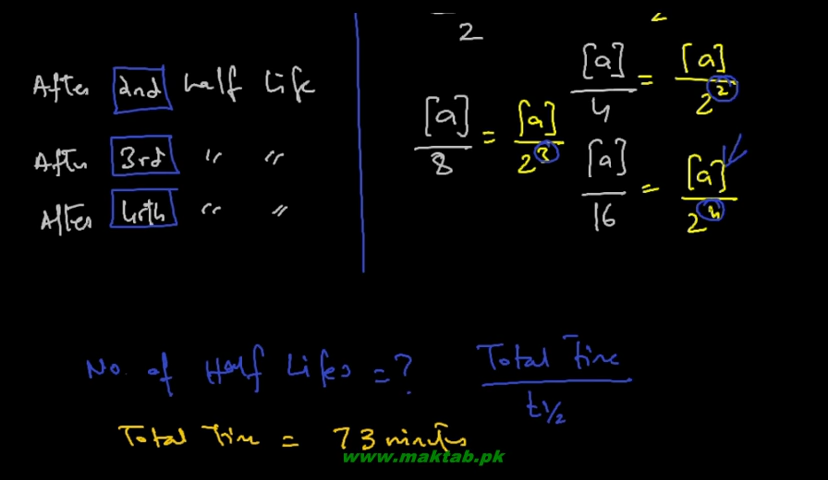 2
After 2nd half Life [a]/4 = [a]/2^2
After 3rd " " [a]/8 = [a]/2^3
After 4rth " " [a]/16 = [a]/2^4
No. of Half Lifes = ? Total Time / t1/2
Total Time = 73 minutes
www.maktab.pk